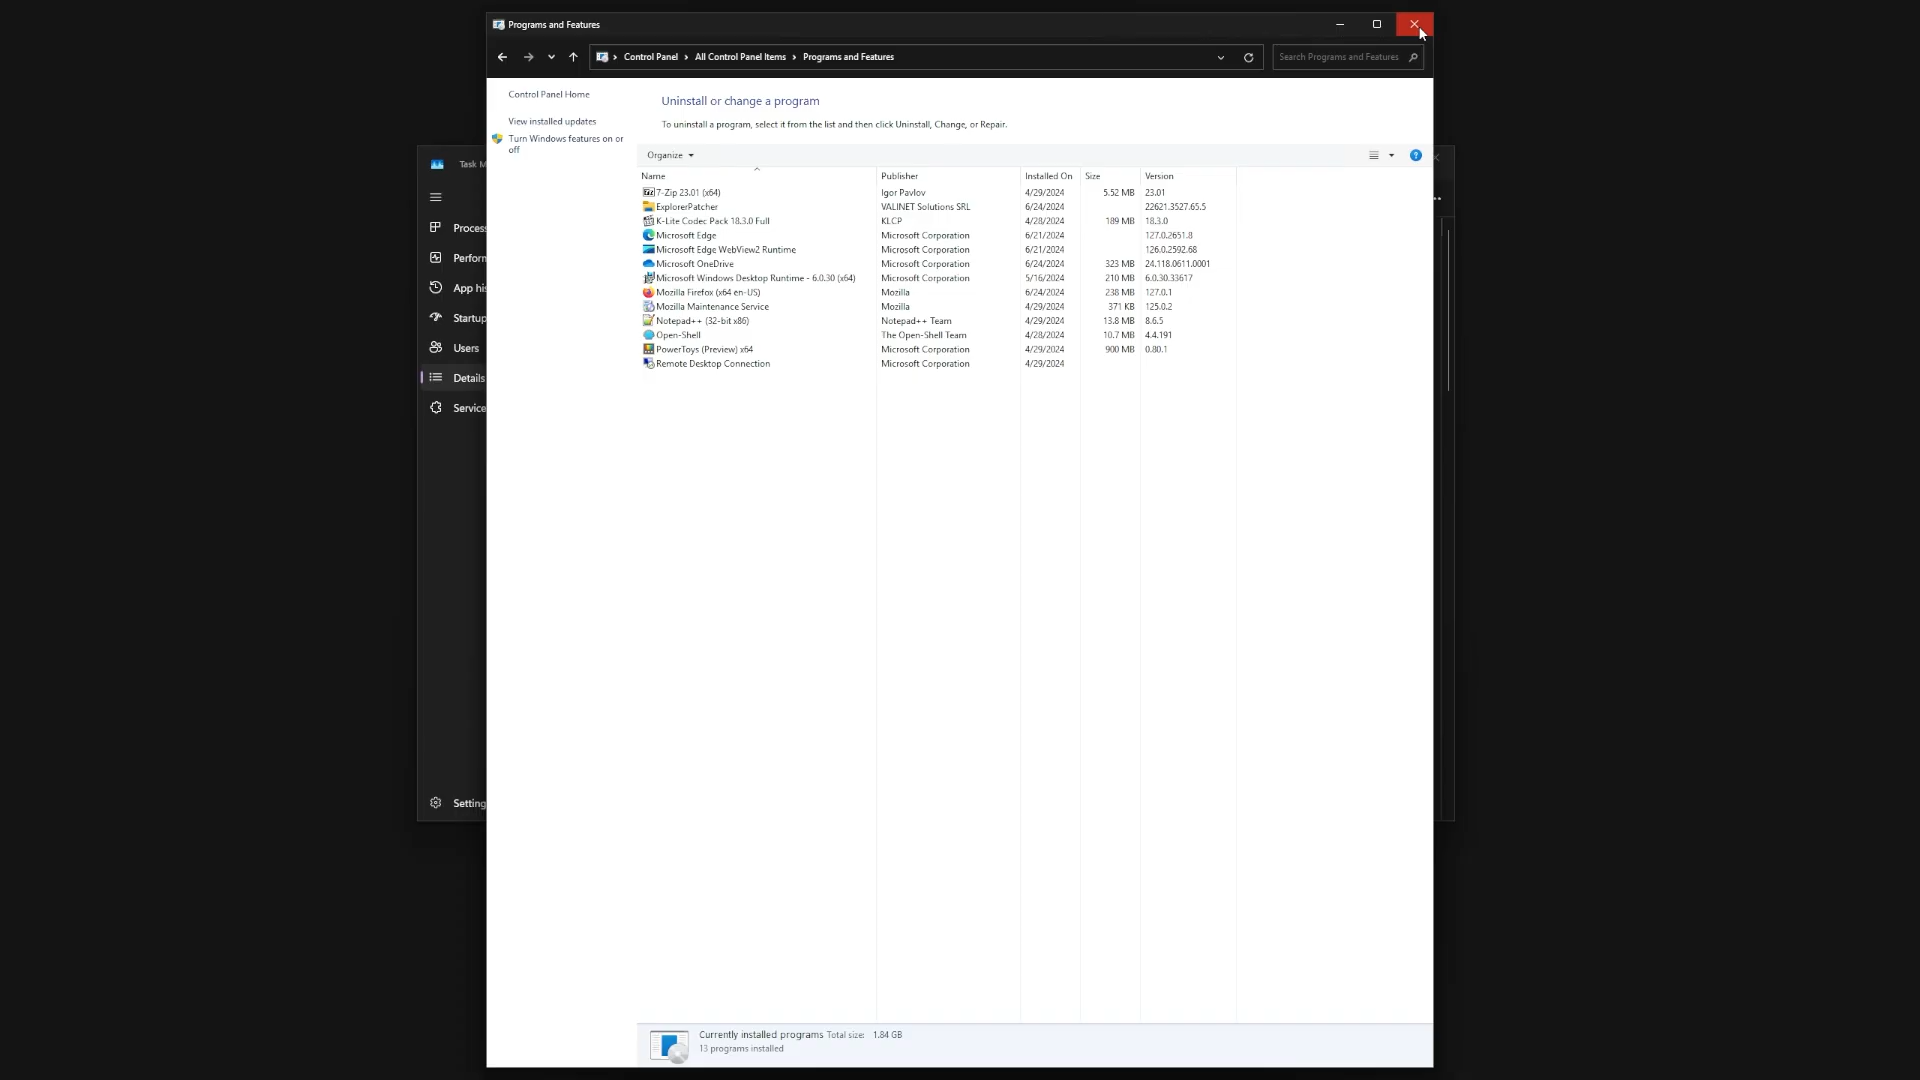 Programs and Features
Control Panel > All Control Panel Items > Programs and Features
Search Programs and Features
Control Panel Home
View installed updates
Turn Windows features on or
off
Uninstall or change a program
To uninstall a program, select it from the list and then click Uninstall, Change, or Repair.
Organize
Name Publisher Installed On Size Version
7-Zip 23.01 (x64) Igor Pavlov 4/29/2024 5.52 MB 23.01
ExplorerPatcher VALINET Solutions SRL 6/24/2024 22621.3527.65.5
K-Lite Codec Pack 18.3.0 Full KLCP 4/28/2024 189 MB 18.3.0
Microsoft Edge Microsoft Corporation 6/21/2024 127.0.2651.8
Microsoft Edge WebView2 Runtime Microsoft Corporation 6/21/2024 126.0.2592.68
Microsoft OneDrive Microsoft Corporation 6/24/2024 323 MB 24.118.0611.0001
Microsoft Windows Desktop Runtime - 6.0.30 (x64) Microsoft Corporation 5/16/2024 210 MB 6.0.30.33617
Mozilla Firefox (x64 en-US) Mozilla 6/24/2024 238 MB 127.0.1
Mozilla Maintenance Service Mozilla 4/29/2024 371 KB 125.0.2
Notepad++ (32-bit x86) Notepad++ Team 4/29/2024 13.8 MB 8.6.5
Open-Shell The Open-Shell Team 4/28/2024 10.7 MB 4.4.191
PowerToys (Preview) x64 Microsoft Corporation 4/29/2024 900 MB 0.80.1
Remote Desktop Connection Microsoft Corporation 4/29/2024
Currently installed programs Total size: 1.84 GB
13 programs installed
Task M
Process
Perforn
App his
Startup
Users
Details
Service
Setting